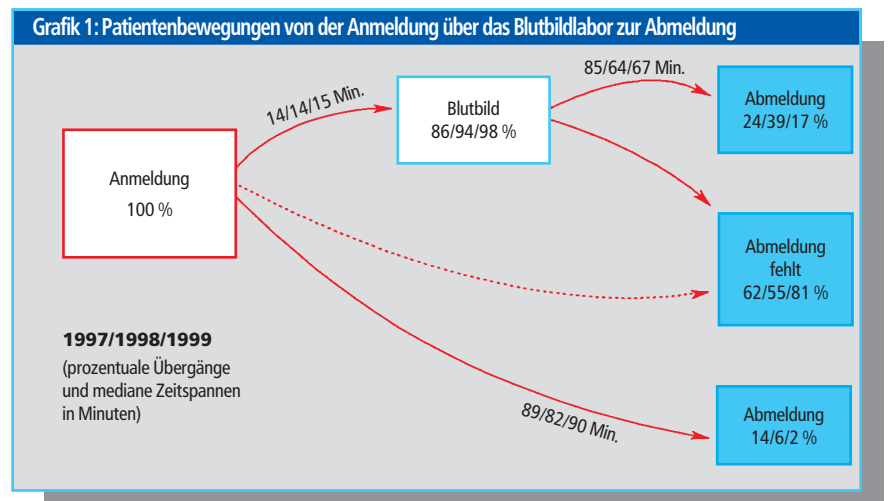 Grafik 1: Patientenbewegungen von der Anmeldung über das Blutbildlabor zur Abmeldung
Anmeldung
100 %
14/14/15 Min.
Blutbild
86/94/98 %
85/64/67 Min.
Abmeldung
24/39/17 %
Abmeldung
fehlt
62/55/81 %
89/82/90 Min.
Abmeldung
14/6/2 %
1997/1998/1999
(prozentuale Übergänge
und mediane Zeitspannen
in Minuten)